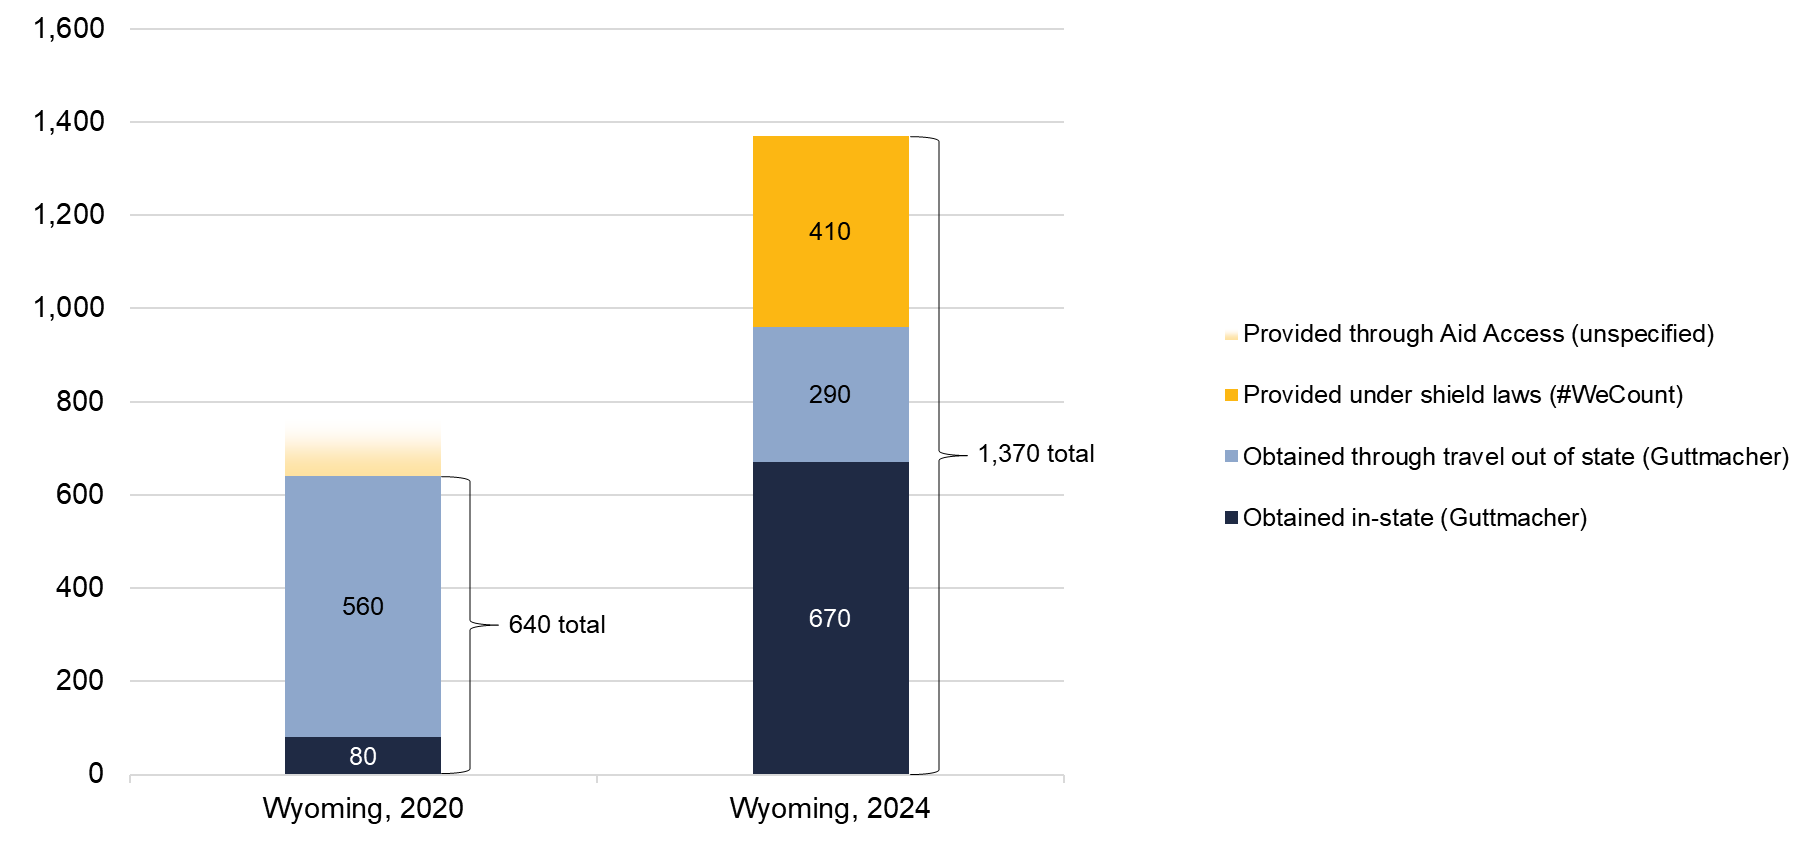 1,600
1,400
1,200
1,000
800
600
400
200
0
410
290
670
1,370 total
560
80
640 total
Wyoming, 2020
Wyoming, 2024
Provided through Aid Access (unspecified)
Provided under shield laws (#WeCount)
Obtained through travel out of state (Guttmacher)
Obtained in-state (Guttmacher)